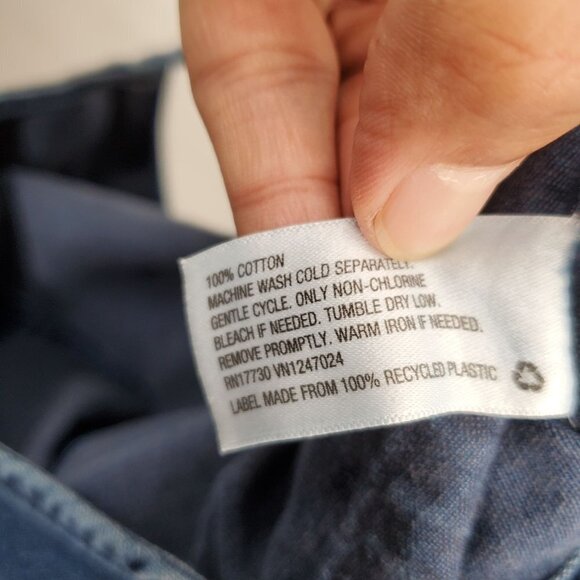 100% COTTON
MACHINE WASH COLD SEPARATELY.
GENTLE CYCLE. ONLY NON-CHLORINE
BLEACH IF NEEDED. TUMBLE DRY LOW.
REMOVE PROMPTLY. WARM IRON IF NEEDED.
RN17730 VN1247024
LABEL MADE FROM 100% RECYCLED PLASTIC